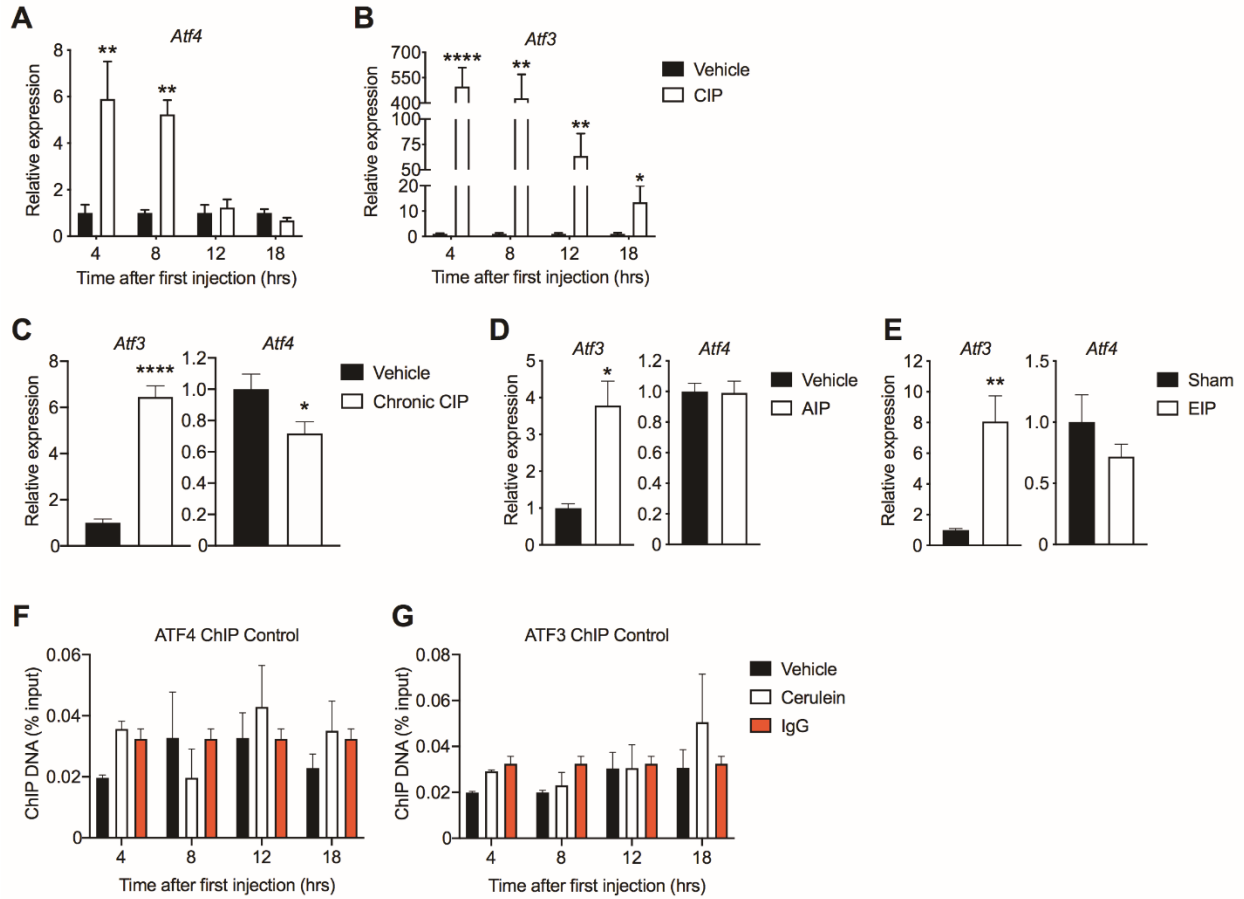 A
Atf4
Relative expression
8
6
4
2
0
**
**
4 8 12 18
Time after first injection (hrs)
B
Atf3
Relative expression
700
550
400
100
75
50
20
10
0
****
**
**
*
4 8 12 18
Time after first injection (hrs)
Vehicle
CIP
C
Atf3
Relative expression
8
6
4
2
0
****
Atf4
1.2
1.0
0.8
0.6
0.4
0.2
0
*
Vehicle
Chronic CIP
D
Atf3
Relative expression
5
4
3
2
1
0
*
Atf4
1.2
1.0
0.8
0.6
0.4
0.2
0
Vehicle
AIP
E
Atf3
Relative expression
12
10
8
6
4
2
0
**
Atf4
1.5
1.0
0.5
0
Sham
EIP
F
ATF4 ChIP Control
ChIP DNA (% input)
0.06
0.04
0.02
0
4 8 12 18
Time after first injection (hrs)
G
ATF3 ChIP Control
ChIP DNA (% input)
0.08
0.06
0.04
0.02
0
4 8 12 18
Time after first injection (hrs)
Vehicle
Cerulein
IgG